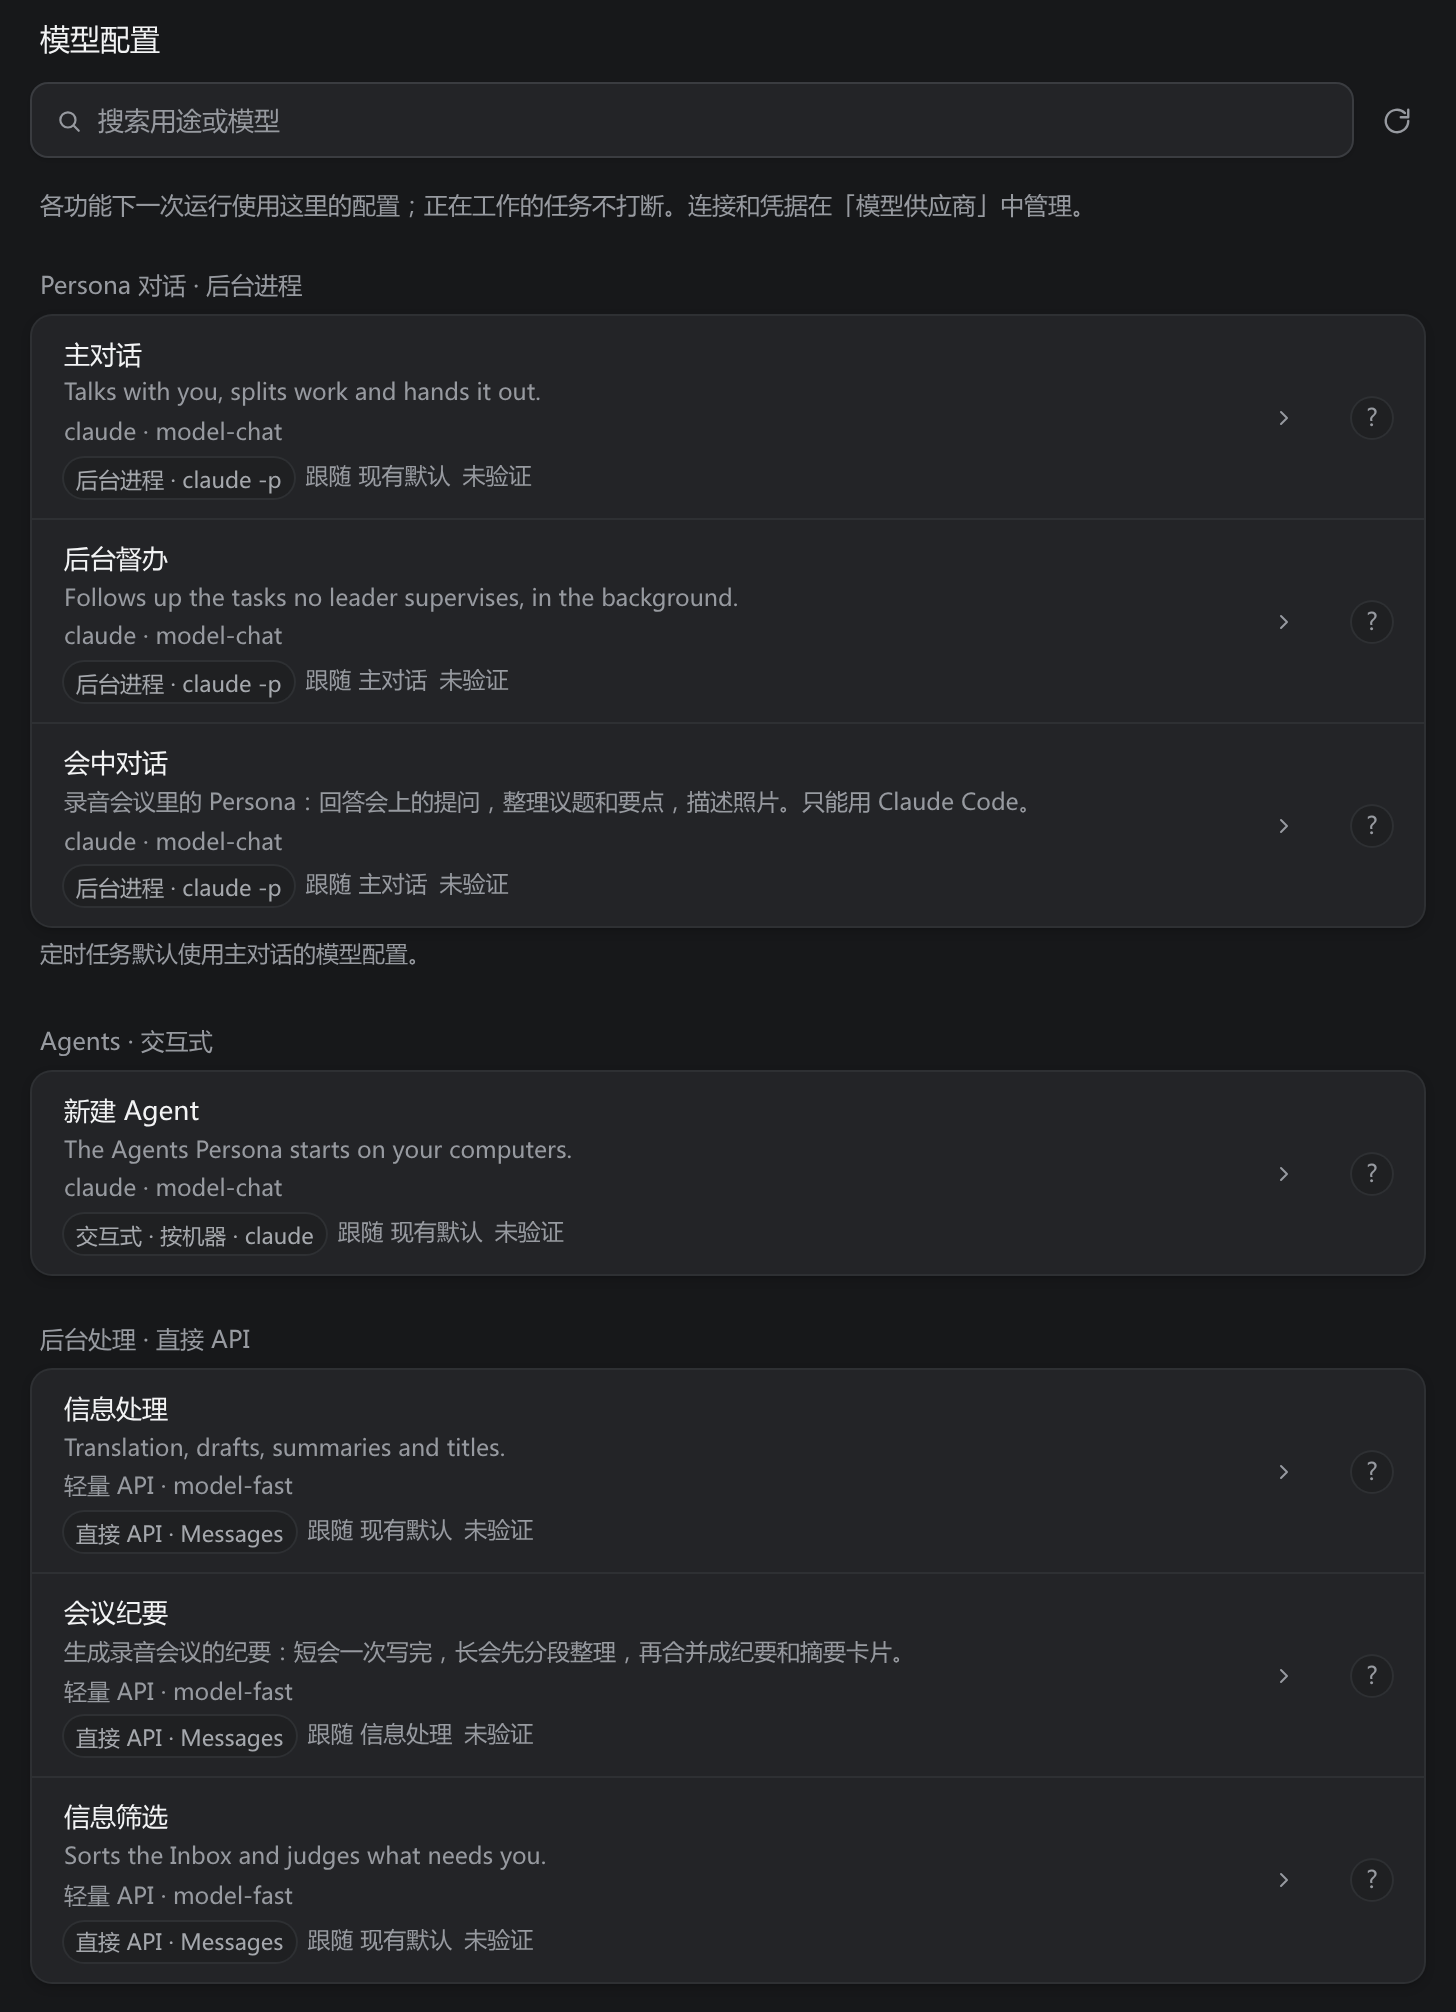 模型配置
搜索用途或模型
各功能下一次运行使用这里的配置；正在工作的任务不打断。连接和凭据在「模型供应商」中管理。
Persona 对话 · 后台进程
主对话
Talks with you, splits work and hands it out.
claude · model-chat
后台进程 · claude -p 跟随 现有默认 未验证
?
后台督办
Follows up the tasks no leader supervises, in the background.
claude · model-chat
后台进程 · claude -p 跟随 主对话 未验证
?
会中对话
录音会议里的 Persona：回答会上的提问，整理议题和要点，描述照片。只能用 Claude Code。
claude · model-chat
后台进程 · claude -p 跟随 主对话 未验证
?
定时任务默认使用主对话的模型配置。
Agents · 交互式
新建 Agent
The Agents Persona starts on your computers.
claude · model-chat
交互式 · 按机器 · claude 跟随 现有默认 未验证
?
后台处理 · 直接 API
信息处理
Translation, drafts, summaries and titles.
轻量 API · model-fast
直接 API · Messages 跟随 现有默认 未验证
?
会议纪要
生成录音会议的纪要：短会一次写完，长会先分段整理，再合并成纪要和摘要卡片。
轻量 API · model-fast
直接 API · Messages 跟随 信息处理 未验证
?
信息筛选
Sorts the Inbox and judges what needs you.
轻量 API · model-fast
直接 API · Messages 跟随 现有默认 未验证
?